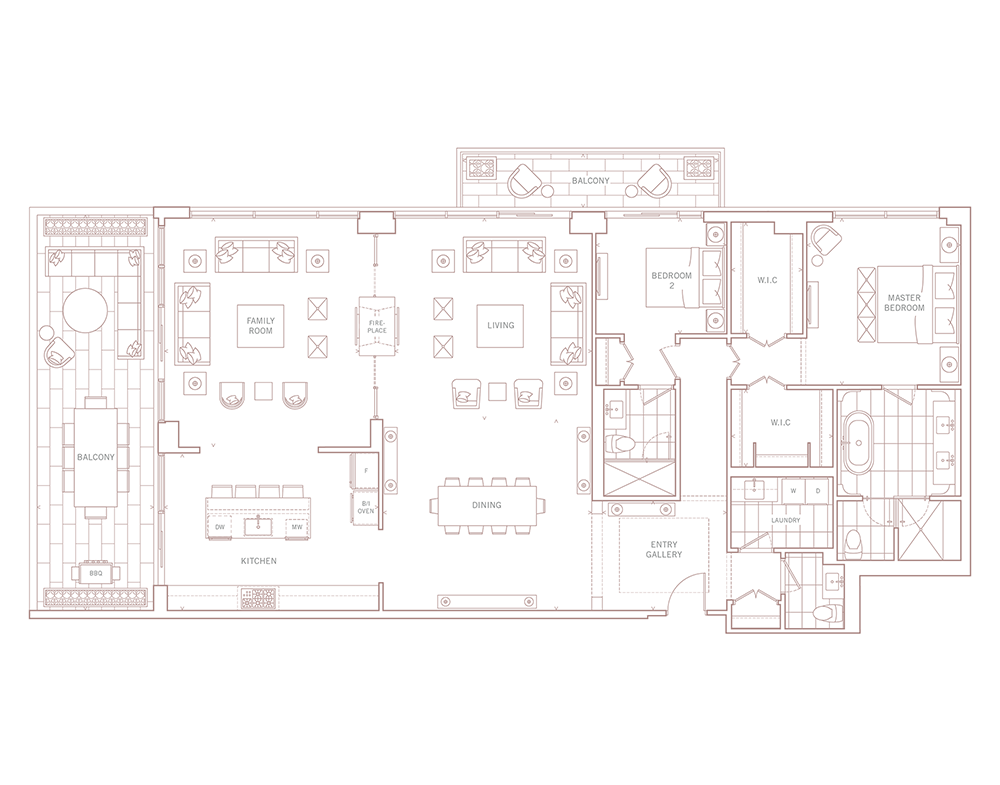 BALCONY
FAMILY
ROOM
FIRE-
PLACE
LIVING
BEDROOM
2
W.I.C
MASTER
BEDROOM
W.I.C
BALCONY
F
B/I
OVEN
DW
MW
KITCHEN
DINING
ENTRY
GALLERY
W
D
LAUNDRY
BBQ